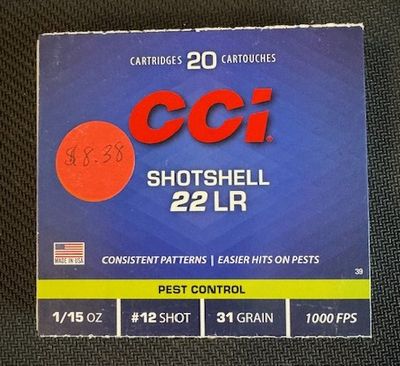 CARTRIDGES 20 CARTOUCHES
CCi
$8.38
SHOTSHELL
22 LR
MADE IN USA
CONSISTENT PATTERNS | EASIER HITS ON PESTS
39
PEST CONTROL
1/15 OZ #12 SHOT 31 GRAIN 1000 FPS